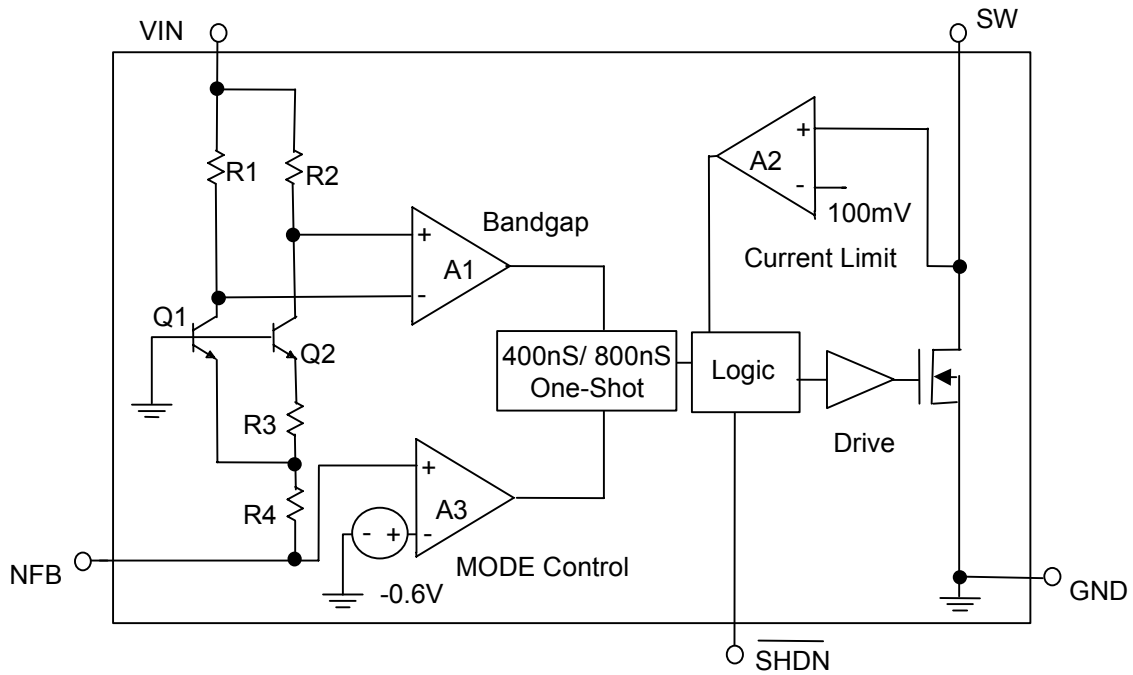 VIN
SW
R1
R2
+
A2
-
100mV
Bandgap
+
A1
-
Current Limit
Q1
Q2
400nS/ 800nS
One-Shot
Logic
R3
Drive
+
R4
A3
- +
-
MODE Control
NFB
-0.6V
GND
SHDN